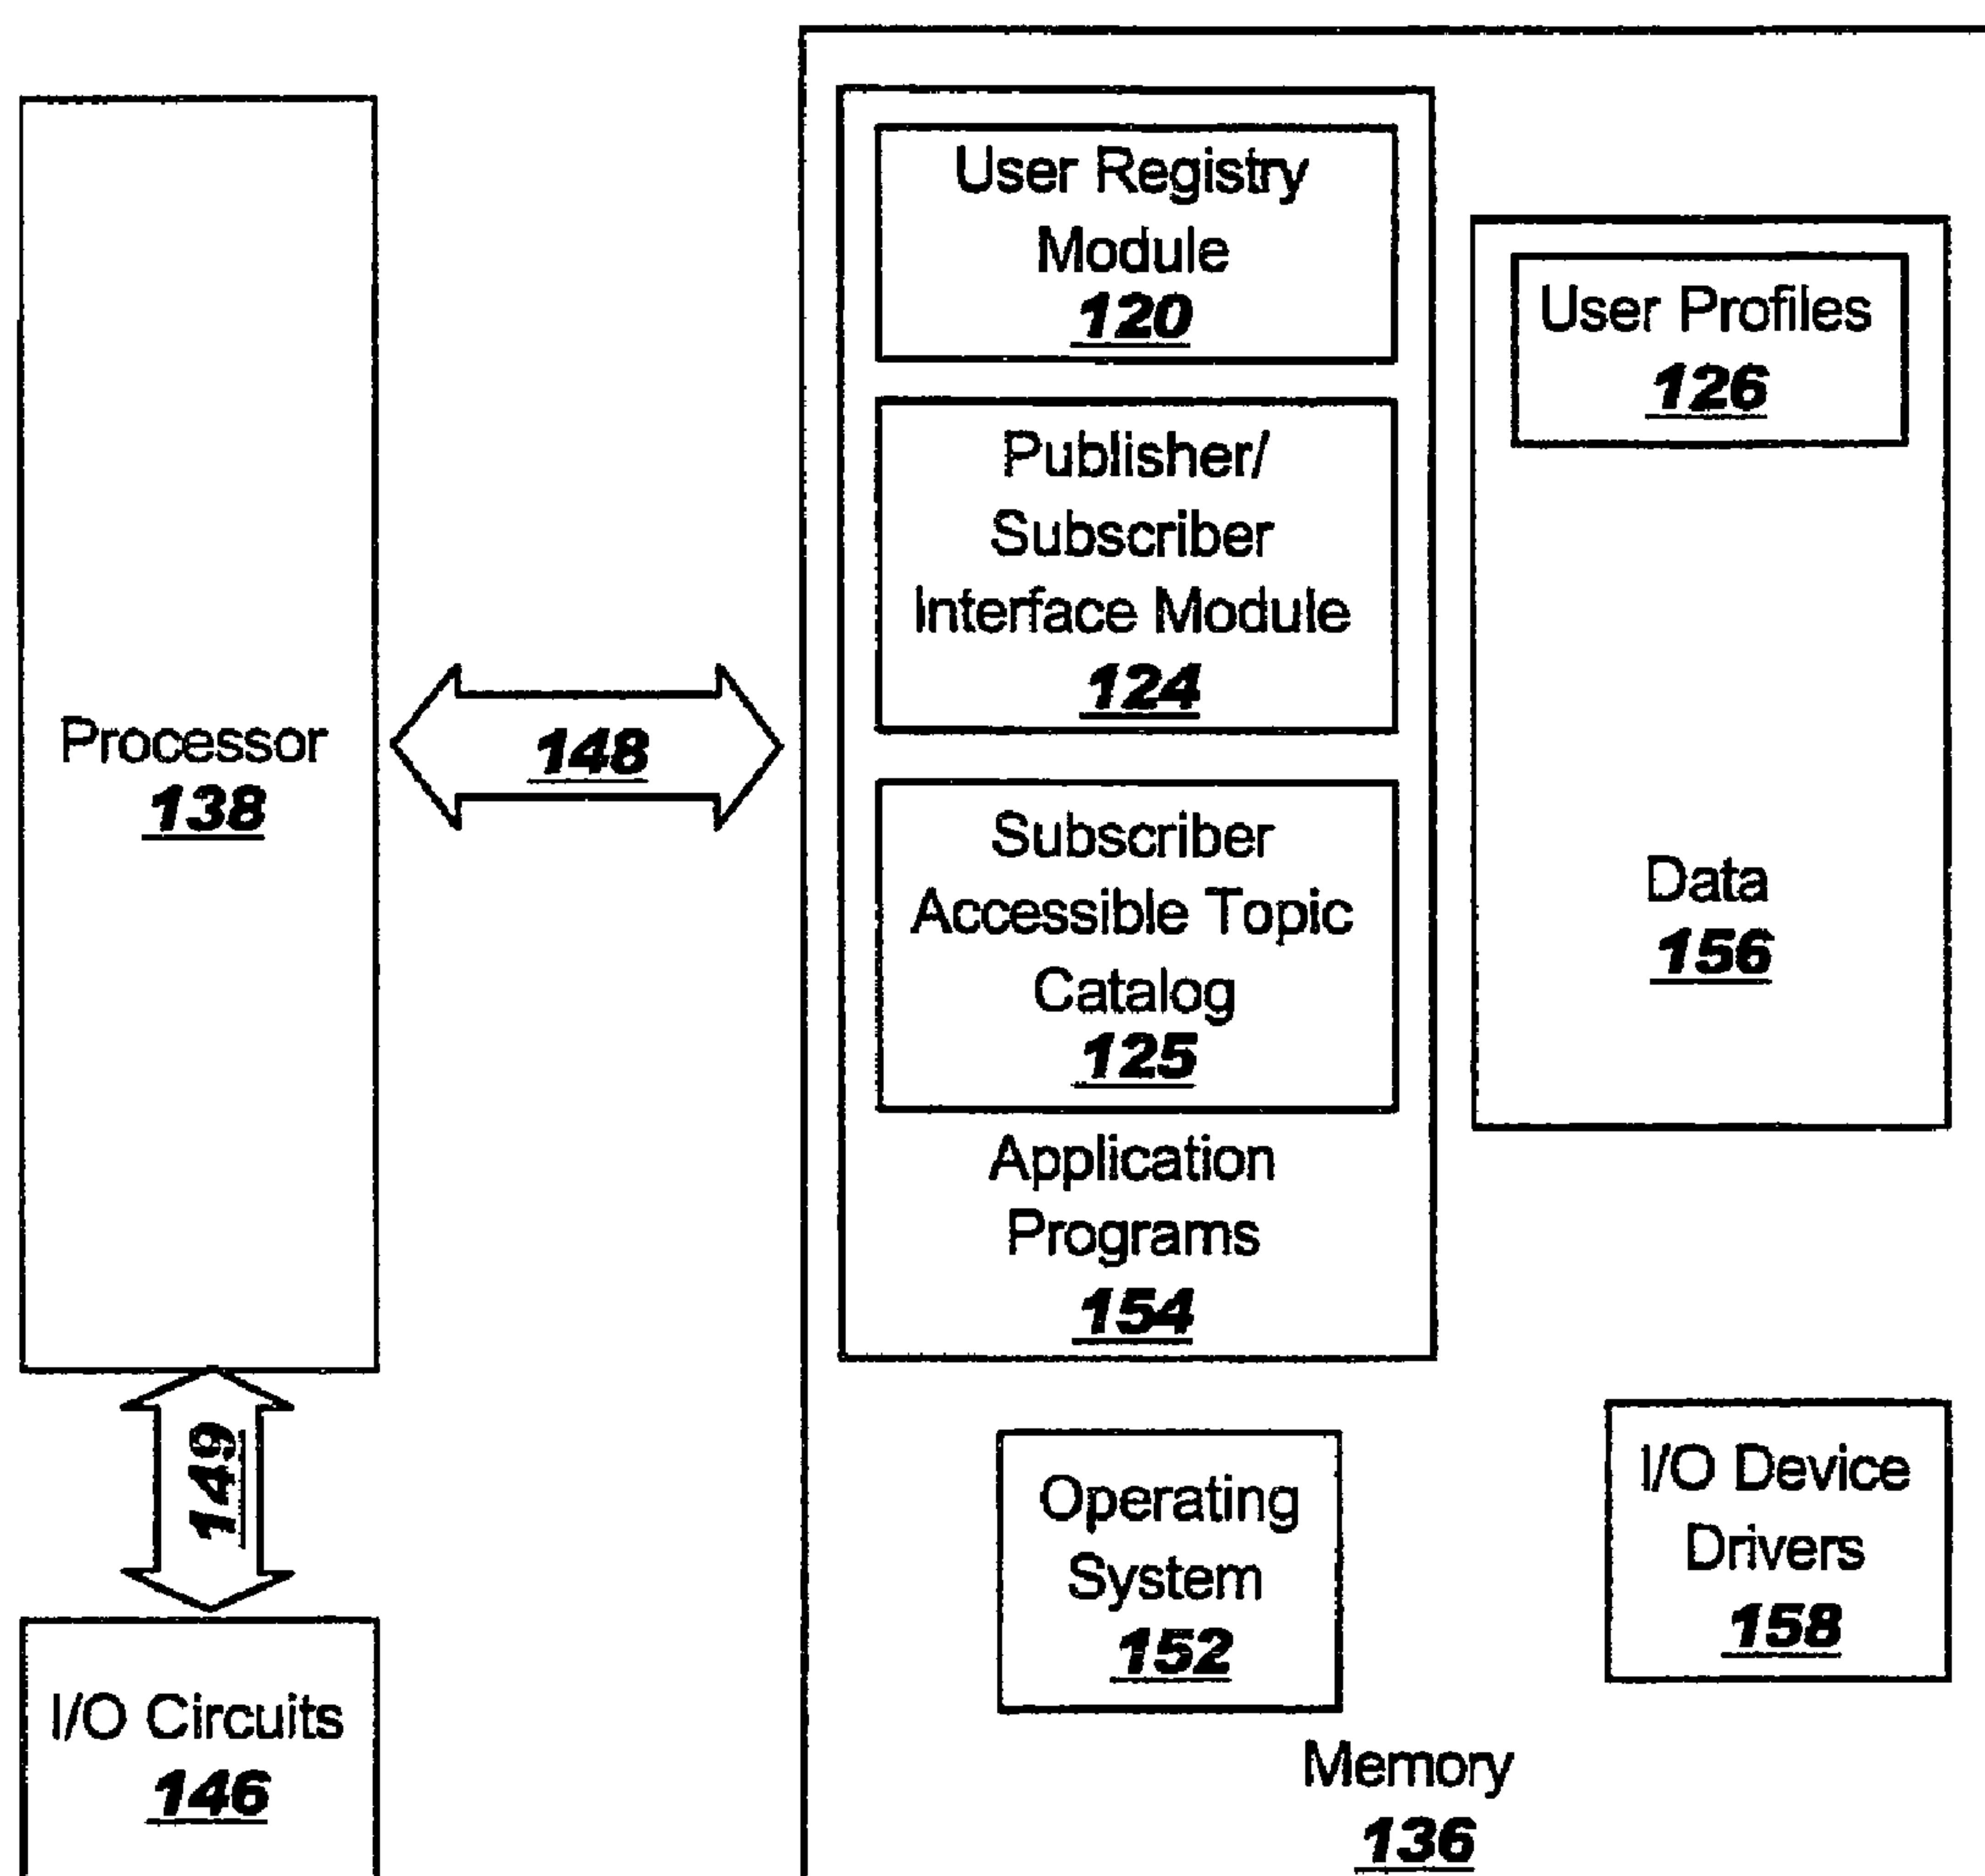 Processor
138
148
149
I/O Circuits
146
User Registry
Module
120
Publisher/
Subscriber
Interface Module
124
Subscriber
Accessible Topic
Catalog
125
Application
Programs
154
User Profiles
126
Data
156
Operating
System
152
I/O Device
Drivers
158
Memory
136